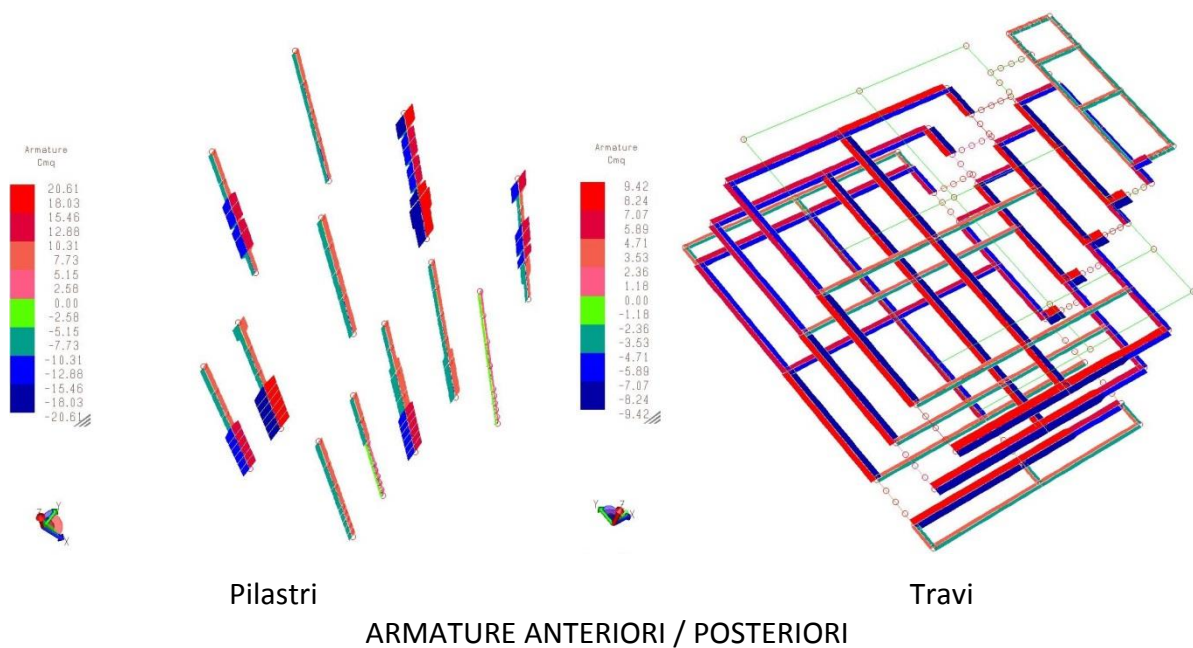 Armature
Cmq
20.61
18.03
15.46
12.88
10.31
7.73
5.15
2.58
0.00
-2.58
-5.15
-7.73
-10.31
-12.88
-15.46
-18.03
-20.61
Z
Y
X
Armature
Cmq
9.42
8.24
7.07
5.89
4.71
3.53
2.36
1.18
0.00
-1.18
-2.36
-3.53
-4.71
-5.89
-7.07
-8.24
-9.42
Y
Z
X
Pilastri
Travi
ARMATURE ANTERIORI / POSTERIORI